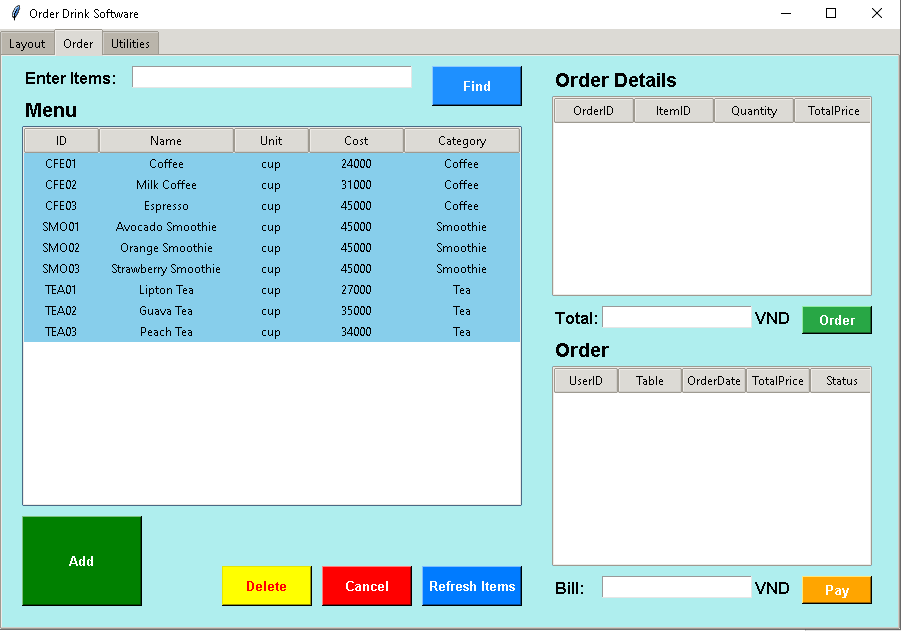 Order Drink Software
Layout Order Utilities
Enter Items: Find
Menu
ID Name Unit Cost Category
CFE01 Coffee cup 24000 Coffee
CFE02 Milk Coffee cup 31000 Coffee
CFE03 Espresso cup 45000 Coffee
SMO01 Avocado Smoothie cup 45000 Smoothie
SMO02 Orange Smoothie cup 45000 Smoothie
SMO03 Strawberry Smoothie cup 45000 Smoothie
TEA01 Lipton Tea cup 27000 Tea
TEA02 Guava Tea cup 35000 Tea
TEA03 Peach Tea cup 34000 Tea
Add
Delete Cancel Refresh Items
Order Details
OrderID ItemID Quantity TotalPrice
Total: VND Order
Order
UserID Table OrderDate TotalPrice Status
Bill: VND Pay